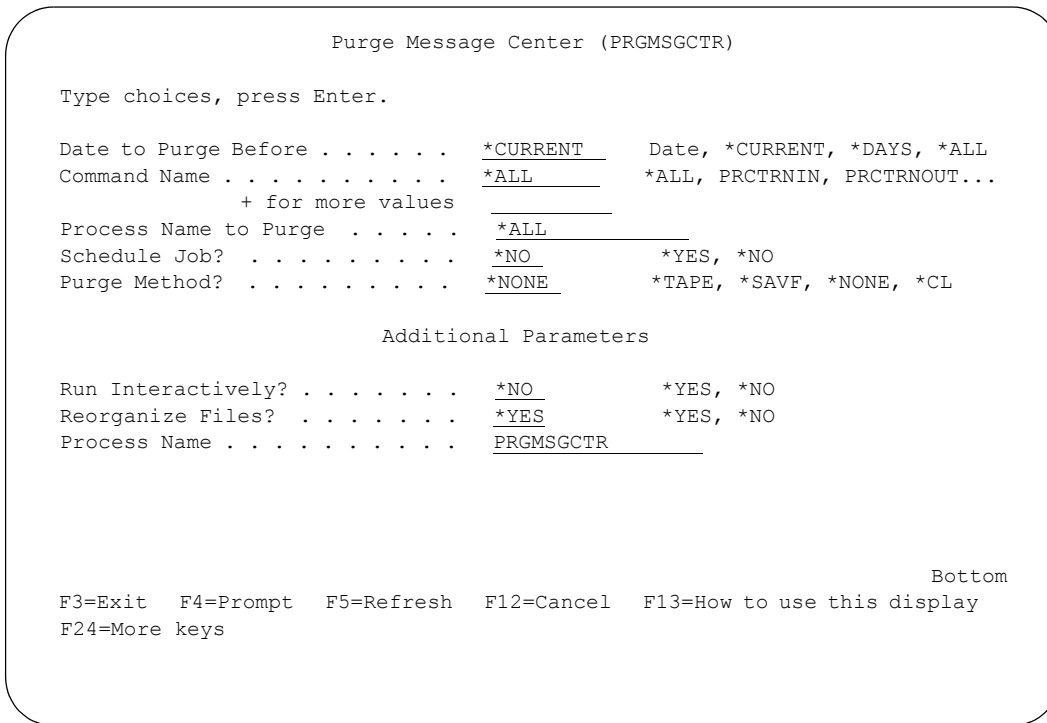 Purge Message Center (PRGMSGCTR)
Type choices, press Enter.
Date to Purge Before . . . . . . *CURRENT Date, *CURRENT, *DAYS, *ALL
Command Name . . . . . . . . . . *ALL *ALL, PRCTRNIN, PRCTRNOUT...
+ for more values
Process Name to Purge . . . . . *ALL
Schedule Job? . . . . . . . . . *NO *YES, *NO
Purge Method? . . . . . . . . . *NONE *TAPE, *SAVF, *NONE, *CL
Additional Parameters
Run Interactively? . . . . . . . *NO *YES, *NO
Reorganize Files? . . . . . . . *YES *YES, *NO
Process Name . . . . . . . . . . PRGMSGCTR
Bottom
F3=Exit F4=Prompt F5=Refresh F12=Cancel F13=How to use this display
F24=More keys